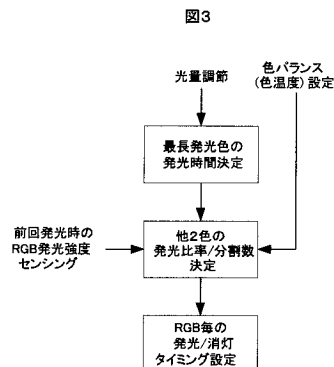 図3
光量調節
色バランス
(色温度)設定
最長発光色の
発光時間決定
前回発光時の
RGB発光強度
センシング
他2色の
発光比率/分割数
決定
RGB毎の
発光/消灯
タイミング設定